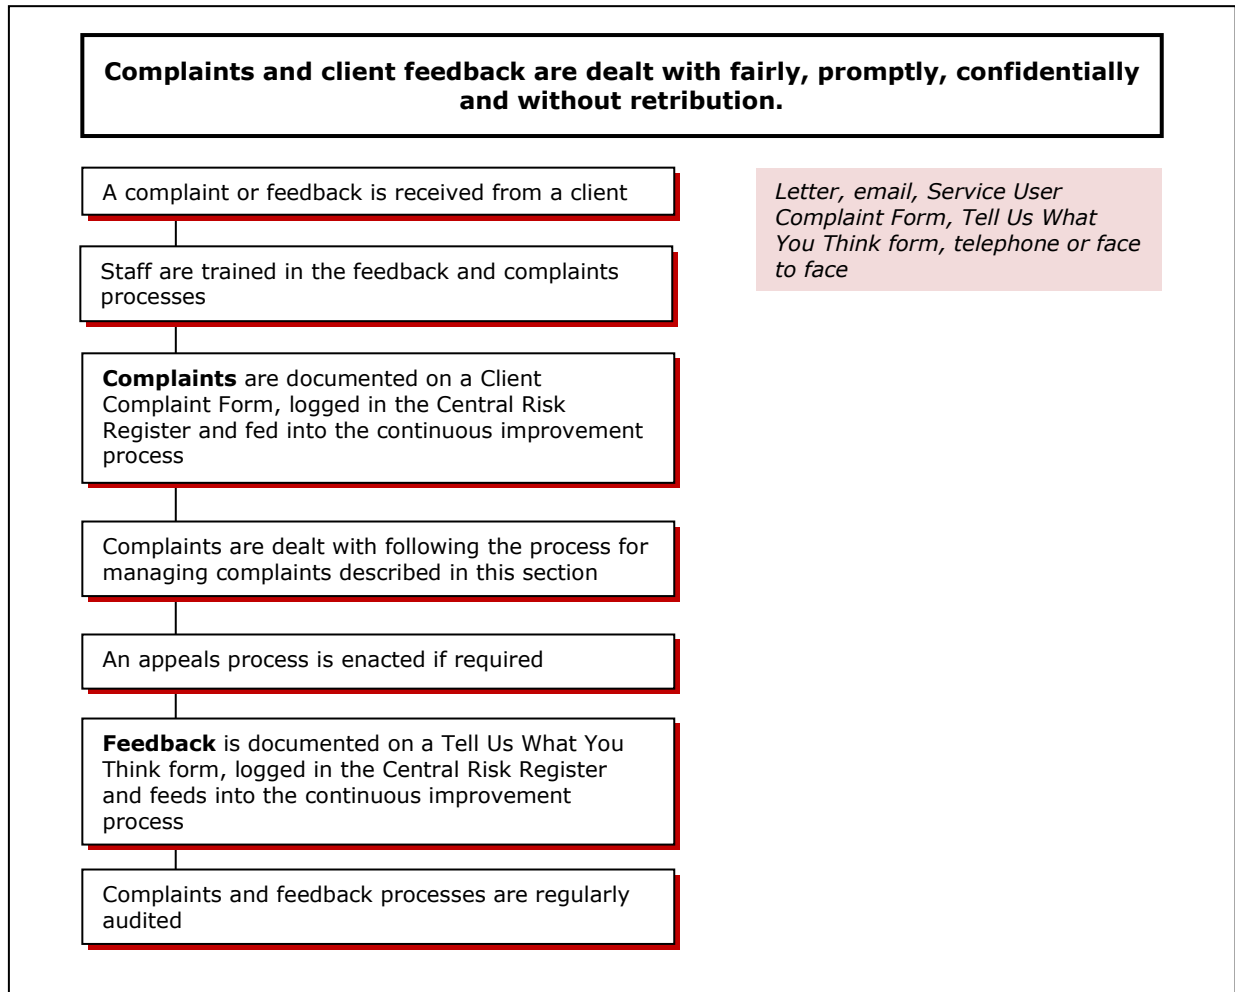 Complaints and client feedback are dealt with fairly, promptly, confidentially
and without retribution.
A complaint or feedback is received from a client
Letter, email, Service User
Complaint Form, Tell Us What
You Think form, telephone or face
to face
Staff are trained in the feedback and complaints
processes
Complaints are documented on a Client
Complaint Form, logged in the Central Risk
Register and fed into the continuous improvement
process
Complaints are dealt with following the process for
managing complaints described in this section
An appeals process is enacted if required
Feedback is documented on a Tell Us What You
Think form, logged in the Central Risk Register
and feeds into the continuous improvement
process
Complaints and feedback processes are regularly
audited